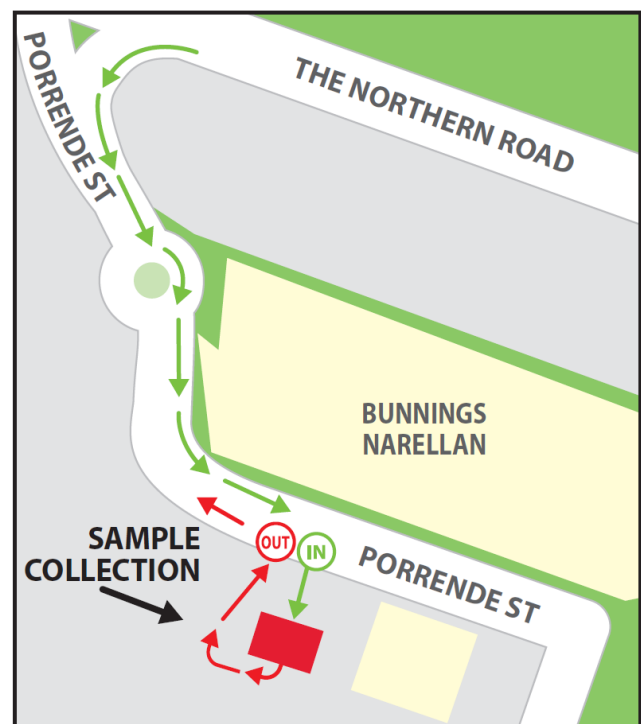 PORRENDE ST
THE NORTHERN ROAD
BUNNINGS
NARELLAN
SAMPLE
COLLECTION
OUT
IN
PORRENDE ST